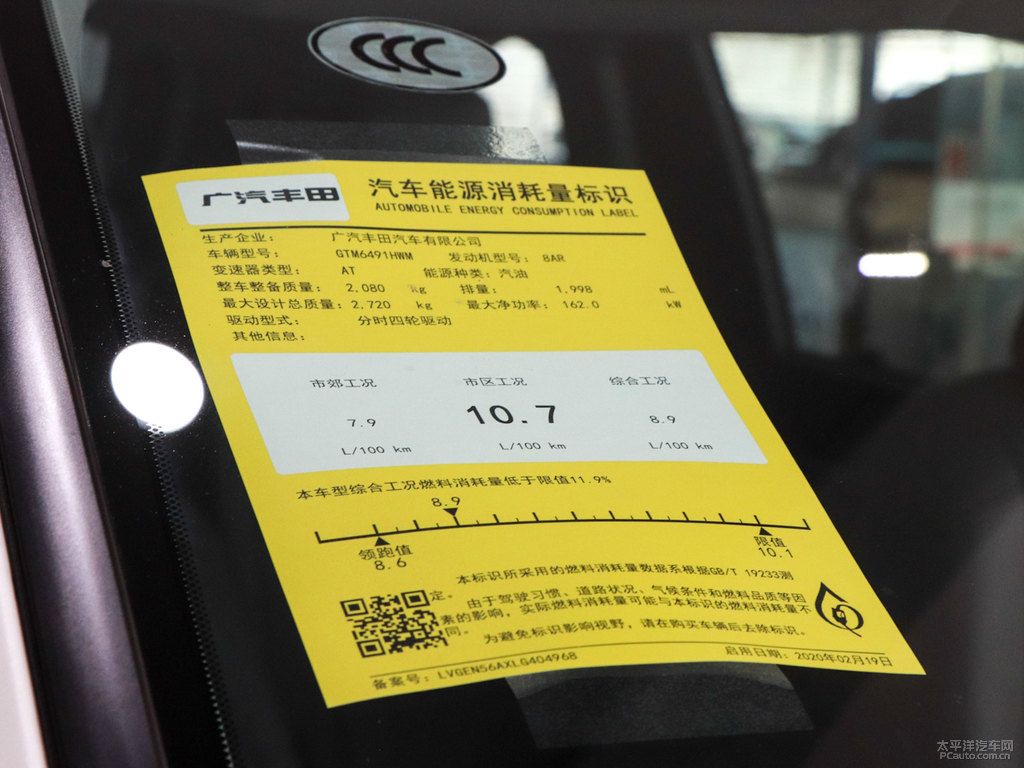 CCC
广汽丰田
汽车能源消耗量标识
AUTOMOBILE ENERGY CONSUMPTION LABEL
生产企业: 广汽丰田汽车有限公司
车辆型号: GTM6491HWM 发动机型号: 8AR
变速器类型: AT 能源种类: 汽油
整车整备质量: 2,080 kg 排量: 1,998 mL
最大设计总质量: 2,720 kg 最大净功率: 162.0 kW
驱动型式: 分时四轮驱动
其他信息:
市郊工况 市区工况 综合工况
7.9 10.7 8.9
L/100 km L/100 km L/100 km
本车型综合工况燃料消耗量低于限值11.9%
8.9
领跑值 限值
8.6 10.1
本标识所采用的燃料消耗量数据系根据GB/T 19233测
定。 由于驾驶习惯、道路状况、气候条件和燃料品质等因
素的影响，实际燃料消耗量可能与本标识的燃料消耗量不
同。 为避免标识影响视野，请在购买车辆后去除标识。
备案号: LVGEN56AXLG404968 启用日期: 2020年02月19日
太平洋汽车网
PCauto.com.cn